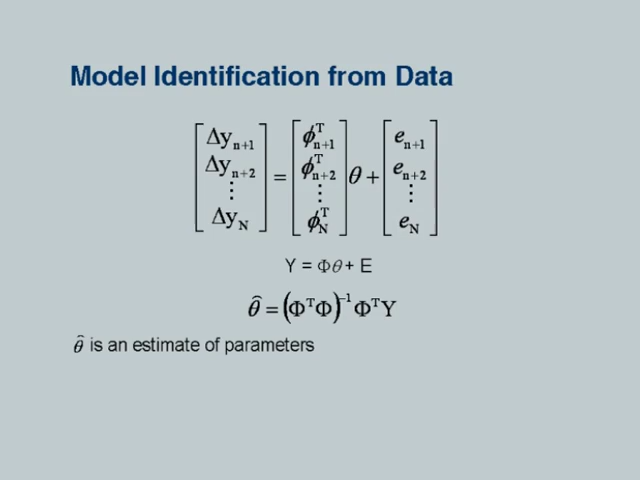 Model Identification from Data
[Δy_{n+1}] = [ϕ^T_{n+1}] θ + [e_{n+1}]
[Δy_{n+2}] [ϕ^T_{n+2}] [e_{n+2}]
⋮ ⋮ ⋮
[Δy_N] [ϕ^T_N] [e_N]
Y = Φθ + E
θ̂ = (Φ^TΦ)^{-1} Φ^TY
θ̂ is an estimate of parameters